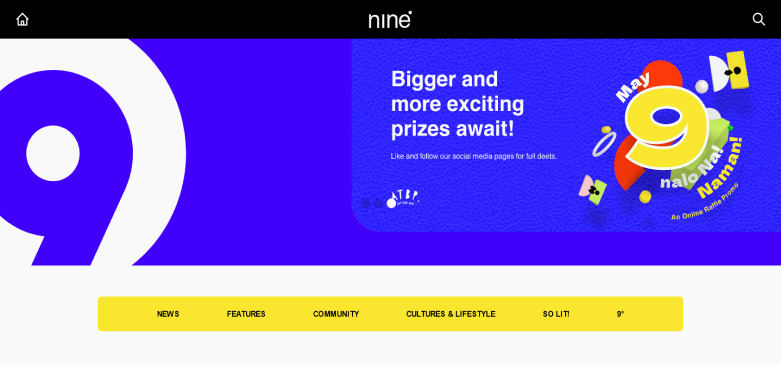 nine°
9
Bigger and
more exciting
prizes await!
Like and follow our social media pages for full deets.
May
9
nalo Na!
Naman!
An Online Raffle Promo
NEWS FEATURES COMMUNITY CULTURES & LIFESTYLE SO LIT! 9°